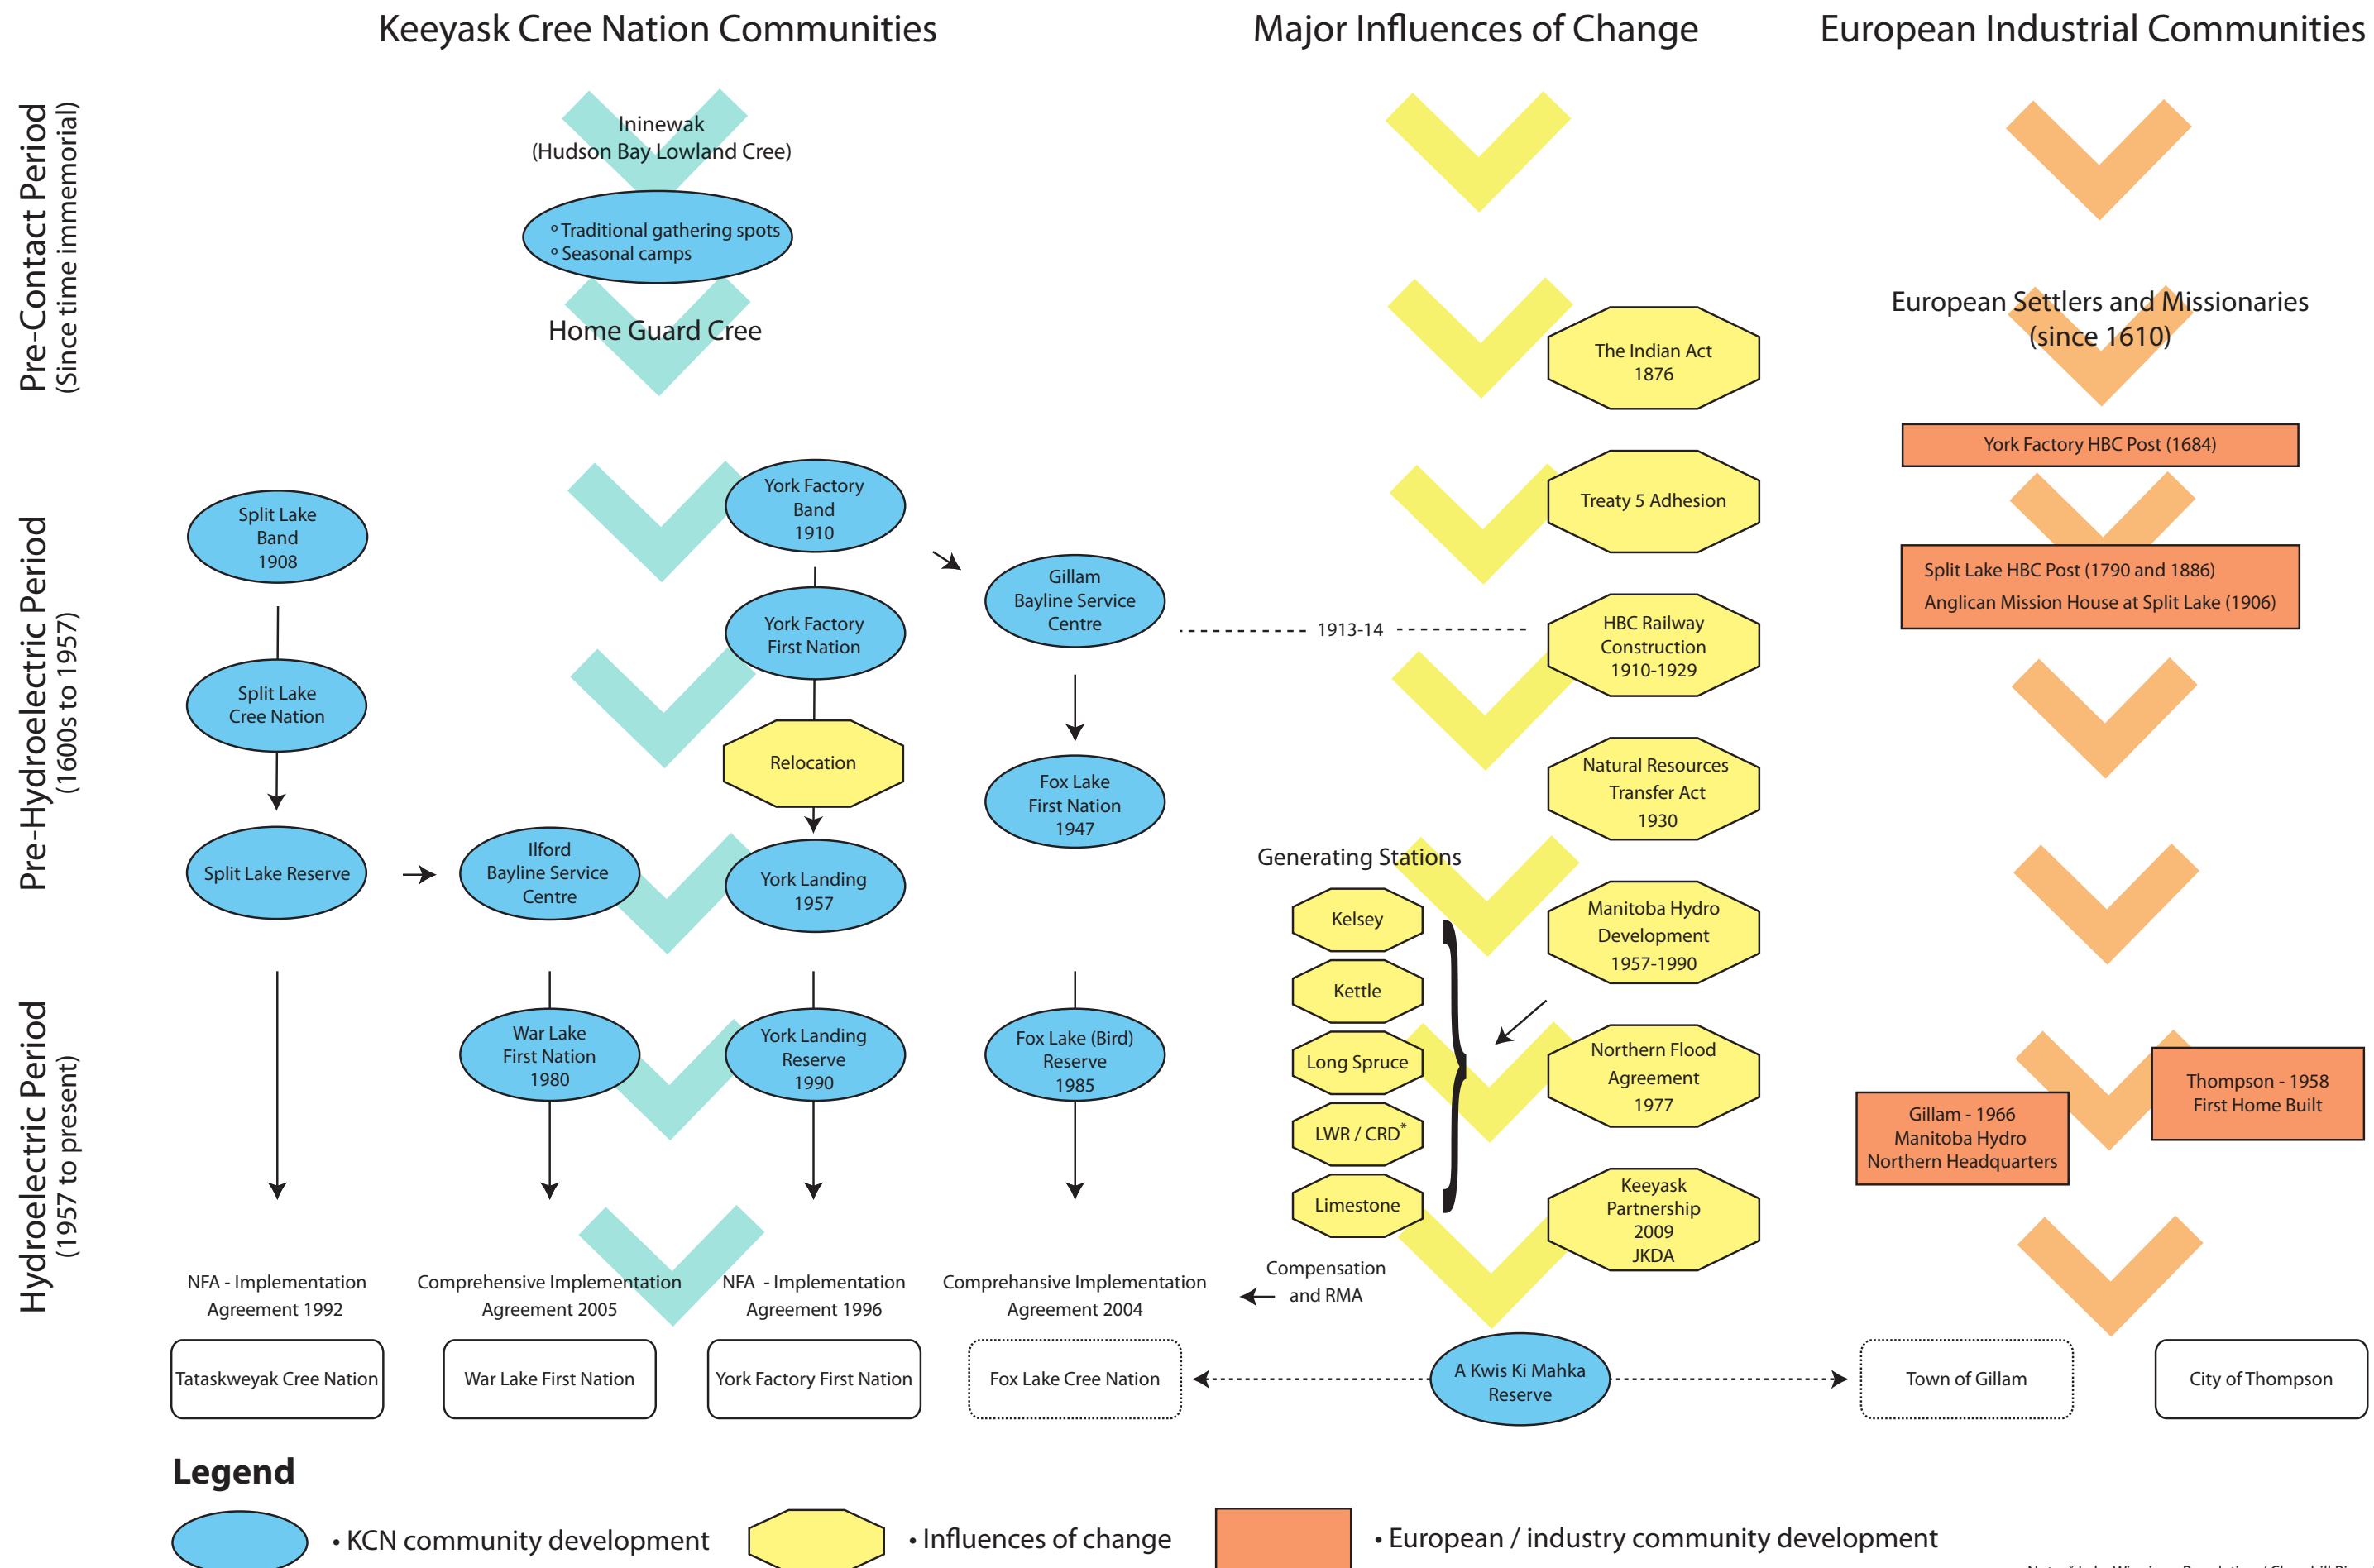 Keeyask Cree Nation Communities
Major Influences of Change
European Industrial Communities
Pre-Contact Period
(Since time immemorial)
Ininewak
(Hudson Bay Lowland Cree)
º Traditional gathering spots
º Seasonal camps
Home Guard Cree
The Indian Act
1876
European Settlers and Missionaries
(since 1610)
York Factory HBC Post (1684)
Pre-Hydroelectric Period
(1600s to 1957)
Split Lake
Band
1908
York Factory
Band
1910
Treaty 5 Adhesion
Gillam
Bayline Service
Centre
1913-14
Split Lake HBC Post (1790 and 1886)
Anglican Mission House at Split Lake (1906)
York Factory
First Nation
HBC Railway
Construction
1910-1929
Split Lake
Cree Nation
Relocation
Fox Lake
First Nation
1947
Natural Resources
Transfer Act
1930
Split Lake Reserve
Ilford
Bayline Service
Centre
York Landing
1957
Generating Stations
Kelsey
Kettle
Long Spruce
LWR / CRD*
Limestone
Manitoba Hydro
Development
1957-1990
Hydroelectric Period
(1957 to present)
War Lake
First Nation
1980
York Landing
Reserve
1990
Fox Lake (Bird)
Reserve
1985
Northern Flood
Agreement
1977
Thompson - 1958
First Home Built
Gillam - 1966
Manitoba Hydro
Northern Headquarters
Keeyask
Partnership
2009
JKDA
NFA - Implementation
Agreement 1992
Comprehensive Implementation
Agreement 2005
NFA - Implementation
Agreement 1996
Comprehansive Implementation
Agreement 2004
Compensation
and RMA
Tataskweyak Cree Nation
War Lake First Nation
York Factory First Nation
Fox Lake Cree Nation
A Kwis Ki Mahka
Reserve
Town of Gillam
City of Thompson
Legend
• KCN community development
• Influences of change
• European / industry community development